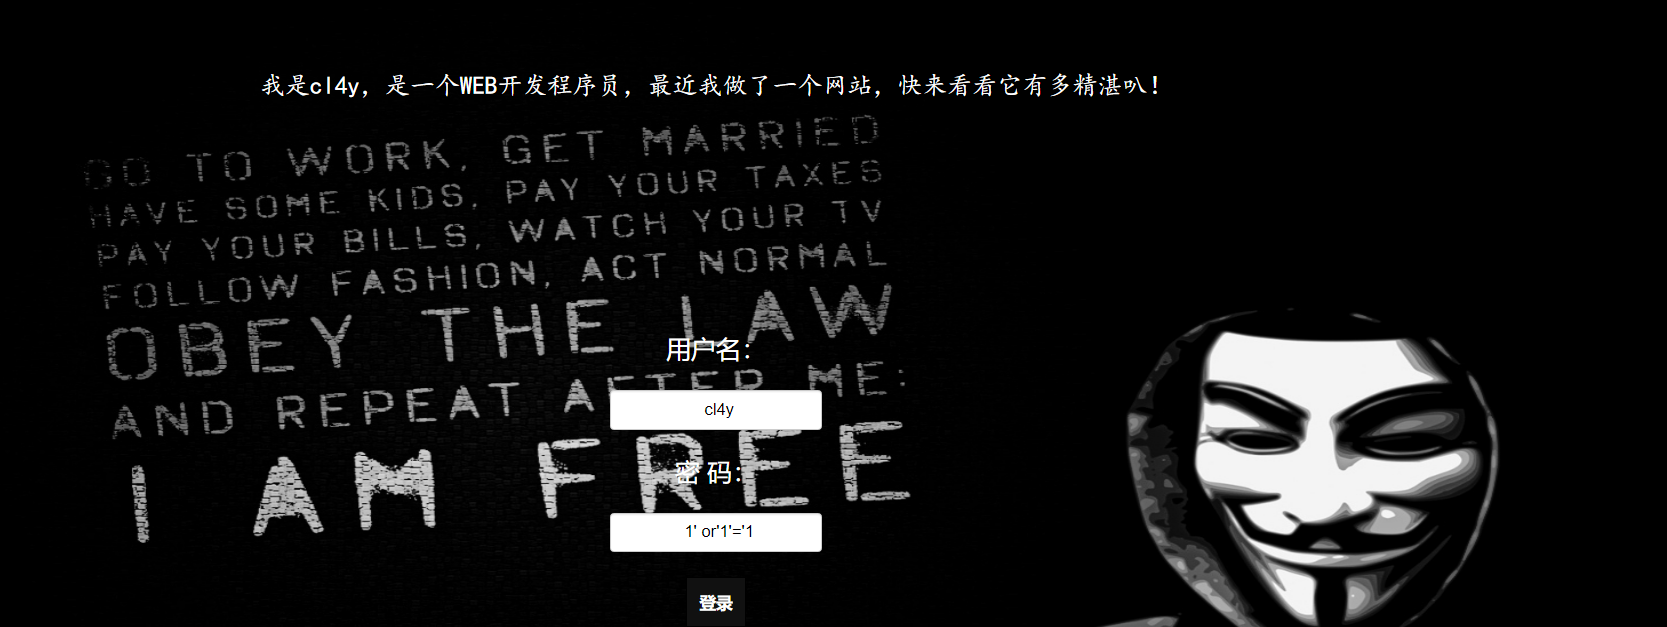 我是cl4y，是一个WEB开发程序员，最近我做了一个网站，快来看看它有多精湛叭！
GO TO WORK, GET MARRIED
HAVE SOME KIDS, PAY YOUR TAXES
PAY YOUR BILLS, WATCH YOUR TV
FOLLOW FASHION, ACT NORMAL
OBEY THE LAW
用户名：
AND REPEAT AFTER ME:
cl4y
I AM FREE
密 码：
1' or'1'='1
登录